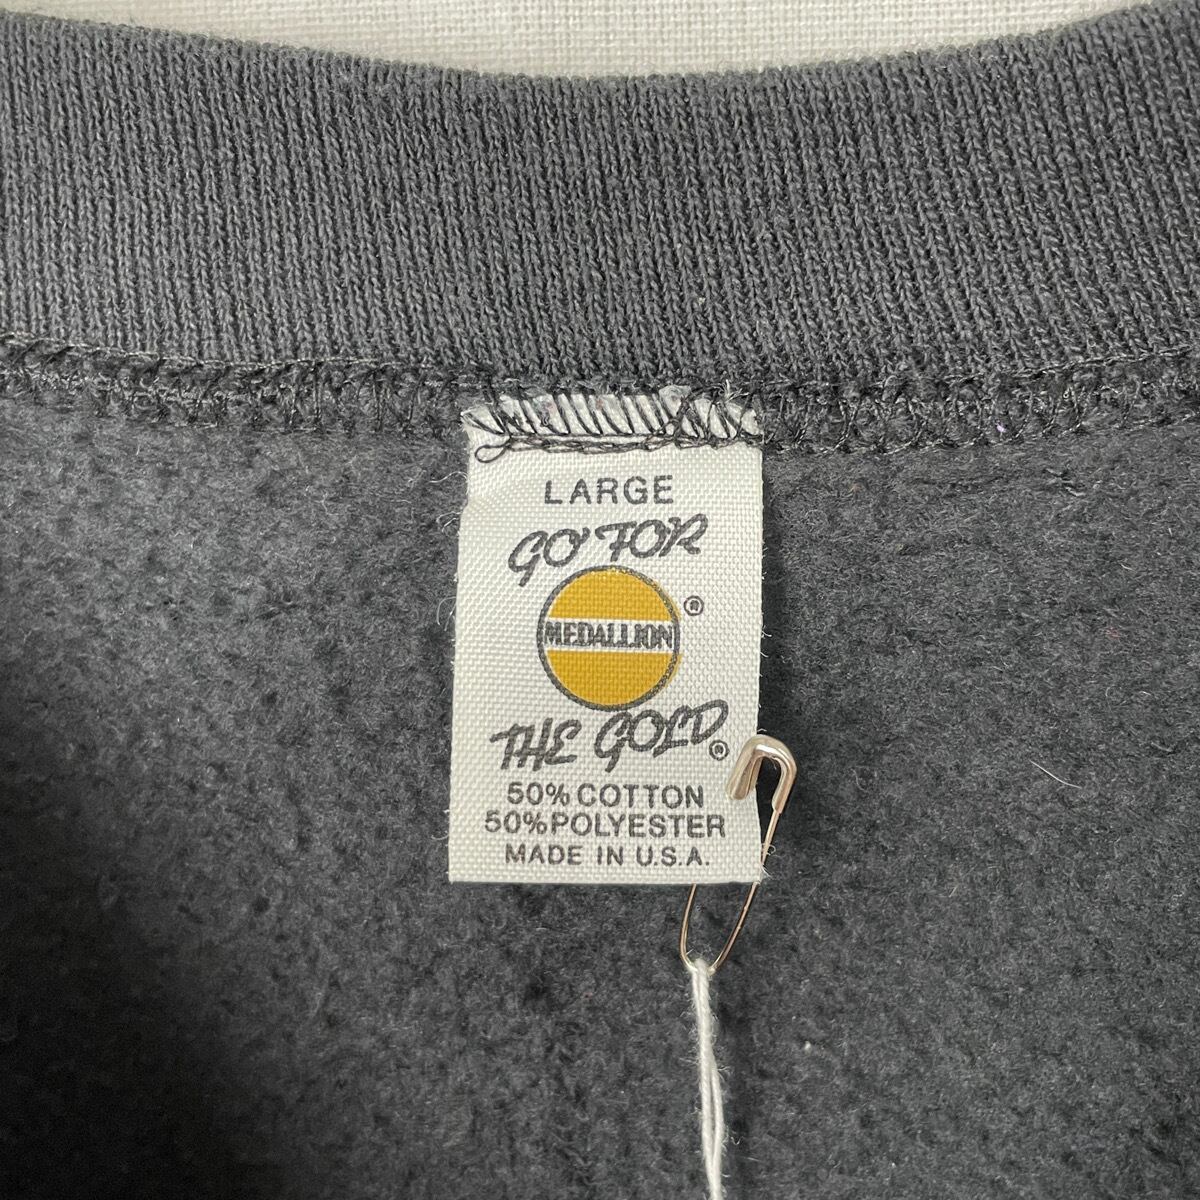 LARGE
GO FOR
MEDALLION ®
THE GOLD ®
50% COTTON
50% POLYESTER
MADE IN U.S.A.